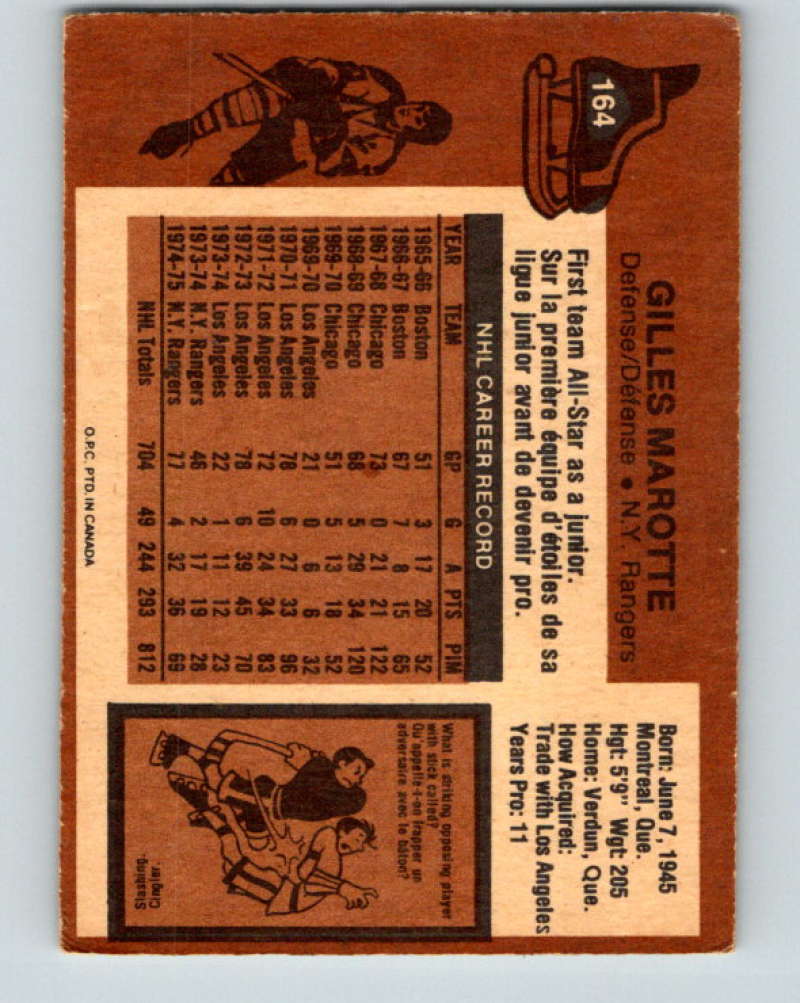 164
GILLES MAROTTE
Defense/Défense • N.Y. Rangers
First team All-Star as a junior.
Sur la première équipe d'étoiles de sa
ligue junior avant de devenir pro.
Born: June 7, 1945
Montreal, Que.
Hgt: 5'9" Wgt: 205
Home: Verdun, Que.
How Acquired:
Trade with Los Angeles
Years Pro: 11
NHL CAREER RECORD
YEAR TEAM GP G A PTS PIM
1965-66 Boston 51 3 17 20 52
1966-67 Boston 67 7 8 15 65
1967-68 Chicago 73 0 21 21 122
1968-69 Chicago 68 5 29 34 120
1969-70 Chicago 51 5 13 18 52
1969-70 Los Angeles 21 0 6 6 32
1970-71 Los Angeles 78 6 27 33 96
1971-72 Los Angeles 72 10 24 34 83
1972-73 Los Angeles 78 6 39 45 70
1973-74 Los Angeles 22 1 11 12 23
1973-74 N.Y. Rangers 46 2 17 19 28
1974-75 N.Y. Rangers 77 4 32 36 69
NHL Totals 704 49 244 293 812
What is striking opposing player
with stick called?
Qu'appelle-t-on frapper un
adversaire avec le bâton?
Slashing.
Cingler.
O.P.C. PTD. IN CANADA